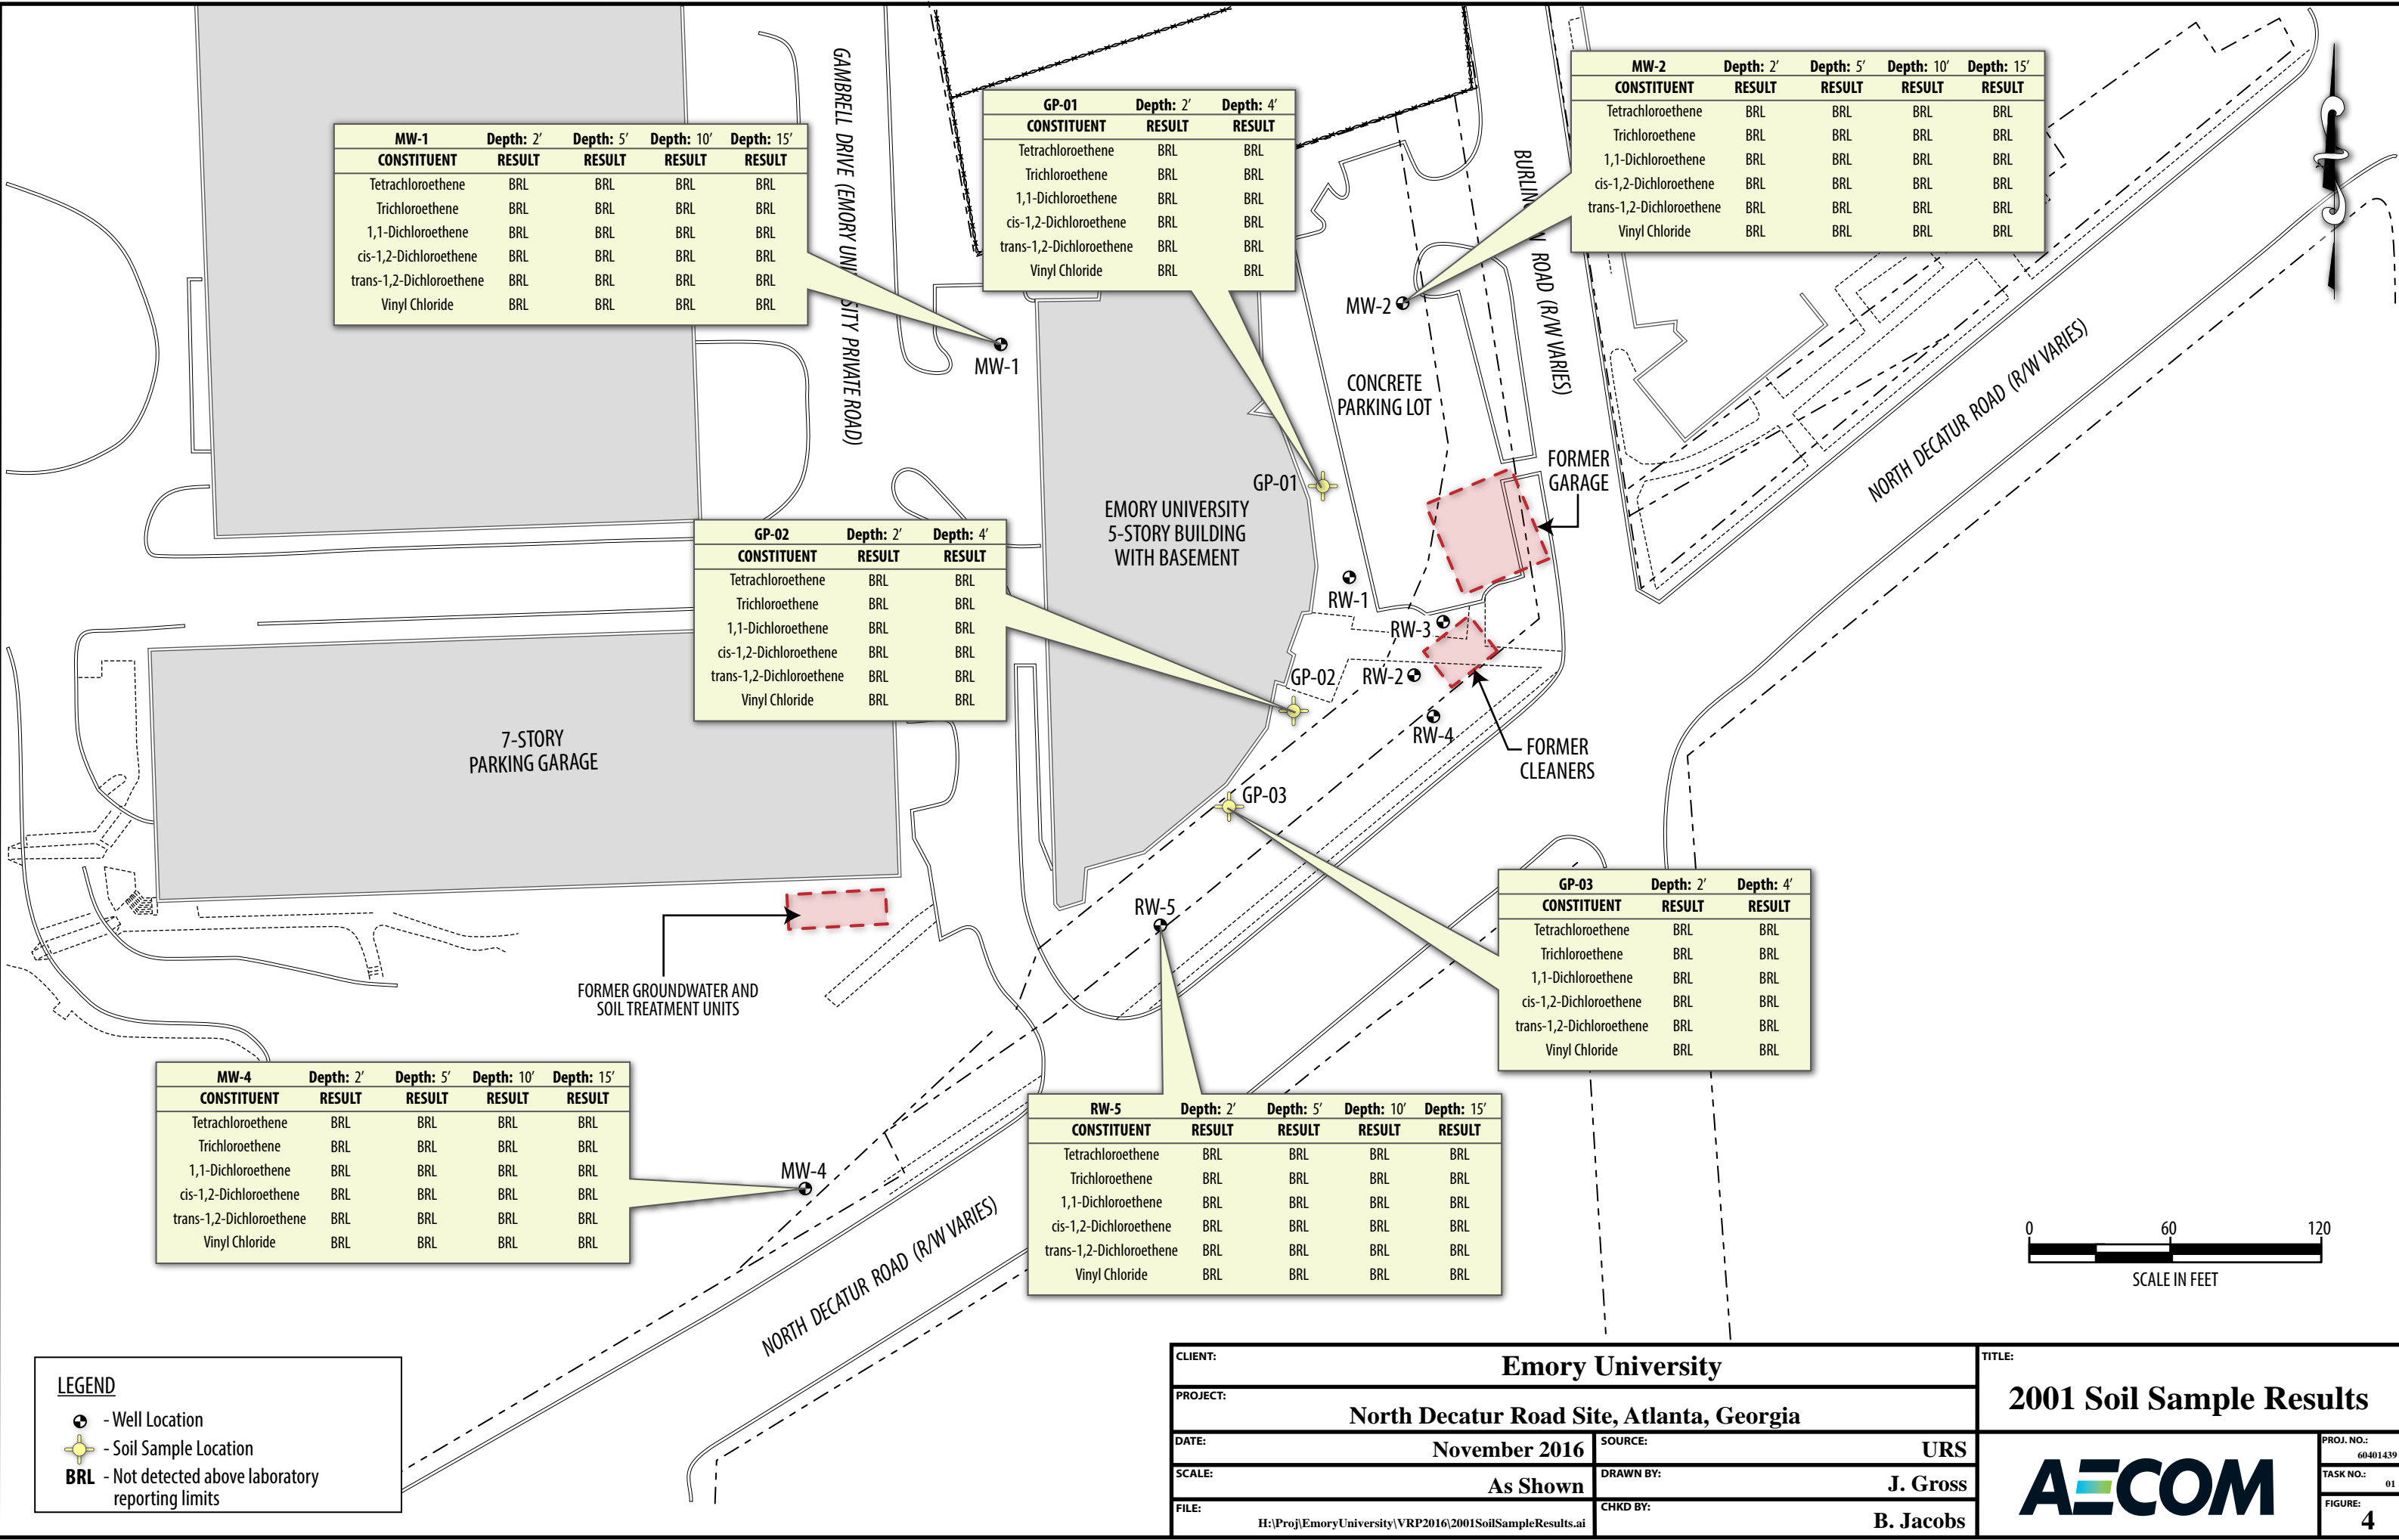 GAMBRELL DRIVE (EMORY UNIVERSITY PRIVATE ROAD)
MW-1 Depth: 2' Depth: 5' Depth: 10' Depth: 15'
CONSTITUENT RESULT RESULT RESULT RESULT
Tetrachloroethene BRL BRL BRL BRL
Trichloroethene BRL BRL BRL BRL
1,1-Dichloroethene BRL BRL BRL BRL
cis-1,2-Dichloroethene BRL BRL BRL BRL
trans-1,2-Dichloroethene BRL BRL BRL BRL
Vinyl Chloride BRL BRL BRL BRL
GP-01 Depth: 2' Depth: 4'
CONSTITUENT RESULT RESULT
Tetrachloroethene BRL BRL
Trichloroethene BRL BRL
1,1-Dichloroethene BRL BRL
cis-1,2-Dichloroethene BRL BRL
trans-1,2-Dichloroethene BRL BRL
Vinyl Chloride BRL BRL
MW-2 Depth: 2' Depth: 5' Depth: 10' Depth: 15'
CONSTITUENT RESULT RESULT RESULT RESULT
Tetrachloroethene BRL BRL BRL BRL
Trichloroethene BRL BRL BRL BRL
1,1-Dichloroethene BRL BRL BRL BRL
cis-1,2-Dichloroethene BRL BRL BRL BRL
trans-1,2-Dichloroethene BRL BRL BRL BRL
Vinyl Chloride BRL BRL BRL BRL
ROAD (R/W VARIES)
MW-2
MW-1
CONCRETE
PARKING LOT
NORTH DECATUR ROAD (R/W VARIES)
FORMER
GARAGE
GP-01
EMORY UNIVERSITY
5-STORY BUILDING
WITH BASEMENT
GP-02 Depth: 2' Depth: 4'
CONSTITUENT RESULT RESULT
Tetrachloroethene BRL BRL
Trichloroethene BRL BRL
1,1-Dichloroethene BRL BRL
cis-1,2-Dichloroethene BRL BRL
trans-1,2-Dichloroethene BRL BRL
Vinyl Chloride BRL BRL
RW-1
RW-3
GP-02
RW-2
RW-4
FORMER
CLEANERS
7-STORY
PARKING GARAGE
GP-03
GP-03 Depth: 2' Depth: 4'
CONSTITUENT RESULT RESULT
Tetrachloroethene BRL BRL
Trichloroethene BRL BRL
1,1-Dichloroethene BRL BRL
cis-1,2-Dichloroethene BRL BRL
trans-1,2-Dichloroethene BRL BRL
Vinyl Chloride BRL BRL
RW-5
FORMER GROUNDWATER AND
SOIL TREATMENT UNITS
MW-4 Depth: 2' Depth: 5' Depth: 10' Depth: 15'
CONSTITUENT RESULT RESULT RESULT RESULT
Tetrachloroethene BRL BRL BRL BRL
Trichloroethene BRL BRL BRL BRL
1,1-Dichloroethene BRL BRL BRL BRL
cis-1,2-Dichloroethene BRL BRL BRL BRL
trans-1,2-Dichloroethene BRL BRL BRL BRL
Vinyl Chloride BRL BRL BRL BRL
MW-4
RW-5 Depth: 2' Depth: 5' Depth: 10' Depth: 15'
CONSTITUENT RESULT RESULT RESULT RESULT
Tetrachloroethene BRL BRL BRL BRL
Trichloroethene BRL BRL BRL BRL
1,1-Dichloroethene BRL BRL BRL BRL
cis-1,2-Dichloroethene BRL BRL BRL BRL
trans-1,2-Dichloroethene BRL BRL BRL BRL
Vinyl Chloride BRL BRL BRL BRL
NORTH DECATUR ROAD (R/W VARIES)
0 60 120
SCALE IN FEET
LEGEND
- Well Location
- Soil Sample Location
BRL - Not detected above laboratory
reporting limits
CLIENT: Emory University
PROJECT: North Decatur Road Site, Atlanta, Georgia
DATE: November 2016
SOURCE: URS
SCALE: As Shown
DRAWN BY: J. Gross
FILE: H:\Proj\EmoryUniversity\VRP2016\2001SoilSampleResults.ai
CHKD BY: B. Jacobs
TITLE:
2001 Soil Sample Results
AECOM
PROJ. NO.: 60401439
TASK NO.: 01
FIGURE: 4